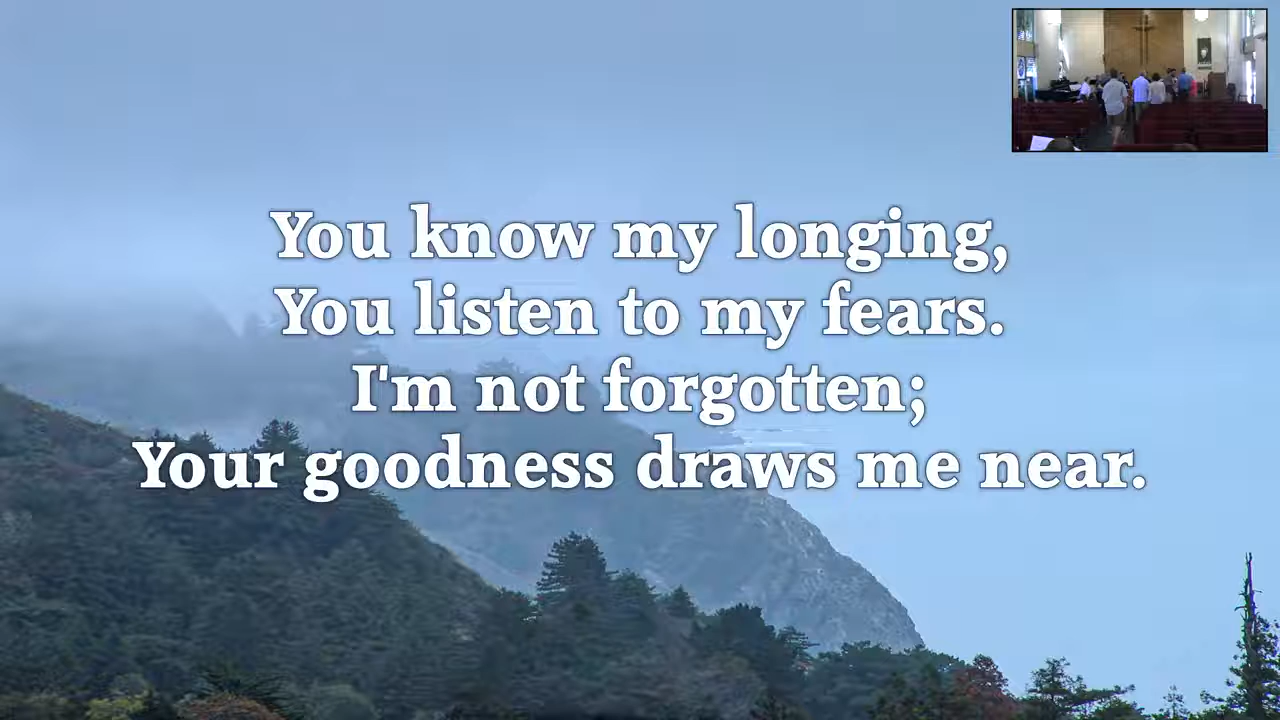 You know my longing,
You listen to my fears.
I'm not forgotten;
Your goodness draws me near.